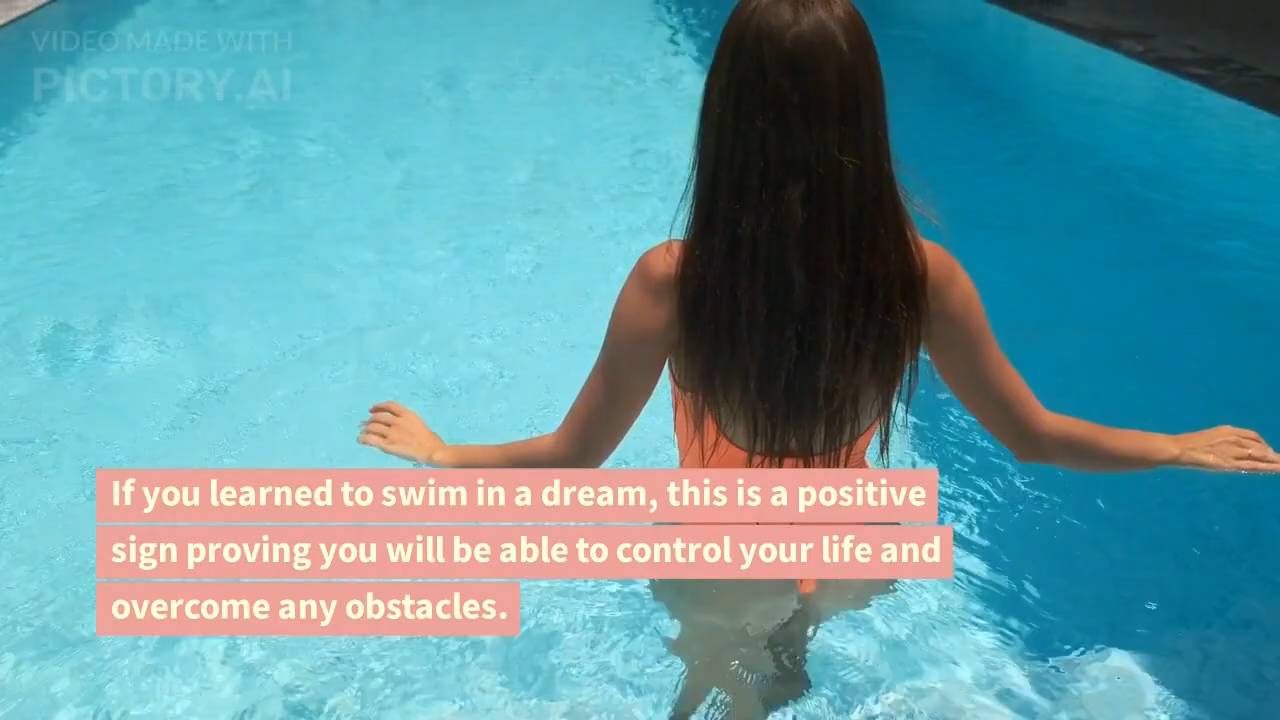 VIDEO MADE WITH
PICTORY.AI
If you learned to swim in a dream, this is a positive
sign proving you will be able to control your life and
overcome any obstacles.